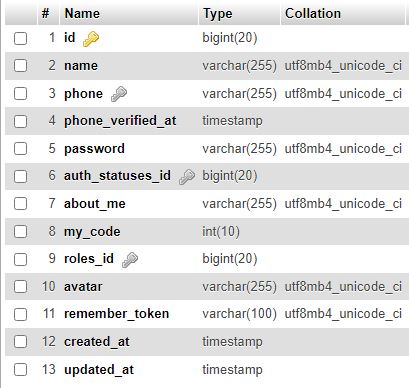 # Name Type Collation
1 id bigint(20)
2 name varchar(255) utf8mb4_unicode_ci
3 phone varchar(255) utf8mb4_unicode_ci
4 phone_verified_at timestamp
5 password varchar(255) utf8mb4_unicode_ci
6 auth_statuses_id bigint(20)
7 about_me varchar(255) utf8mb4_unicode_ci
8 my_code int(10)
9 roles_id bigint(20)
10 avatar varchar(255) utf8mb4_unicode_ci
11 remember_token varchar(100) utf8mb4_unicode_ci
12 created_at timestamp
13 updated_at timestamp